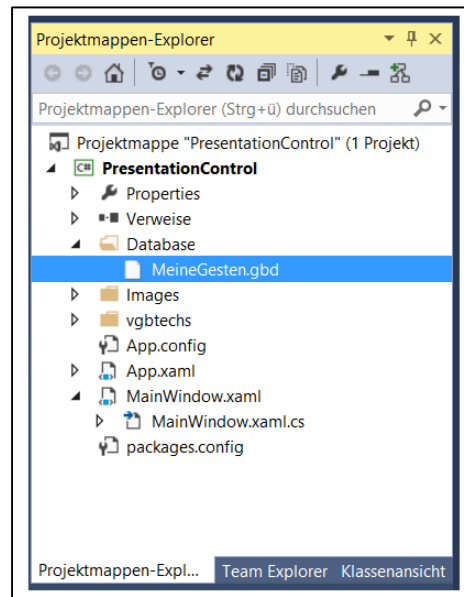 Projektmappen-Explorer
Projektmappen-Explorer (Strg+ü) durchsuchen
Projektmappe "PresentationControl" (1 Projekt)
C# PresentationControl
Properties
Verweise
Database
MeineGesten.gbd
Images
vgbtechs
App.config
App.xaml
MainWindow.xaml
MainWindow.xaml.cs
packages.config
Projektmappen-Expl... Team Explorer Klassenansicht